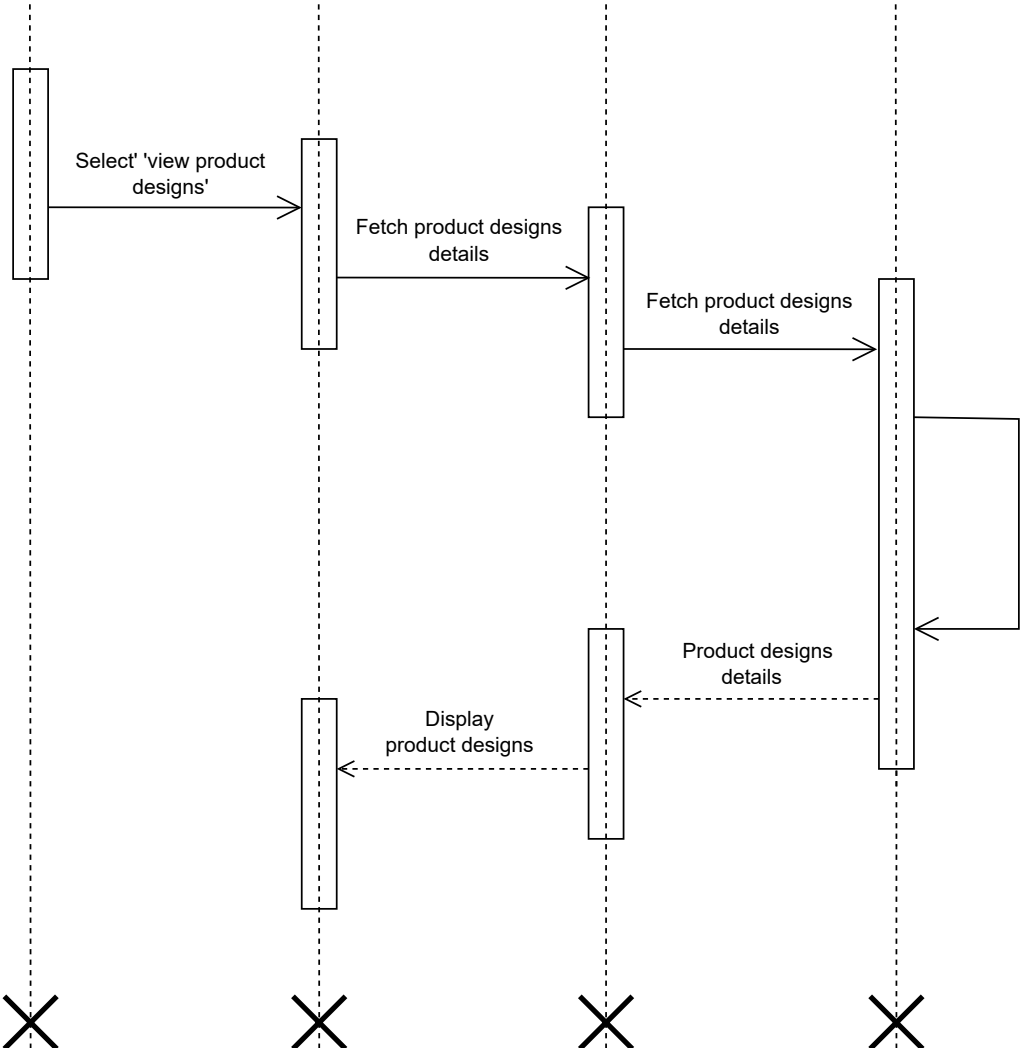 Select' 'view product
designs'
Fetch product designs
details
Fetch product designs
details
Product designs
details
Display
product designs